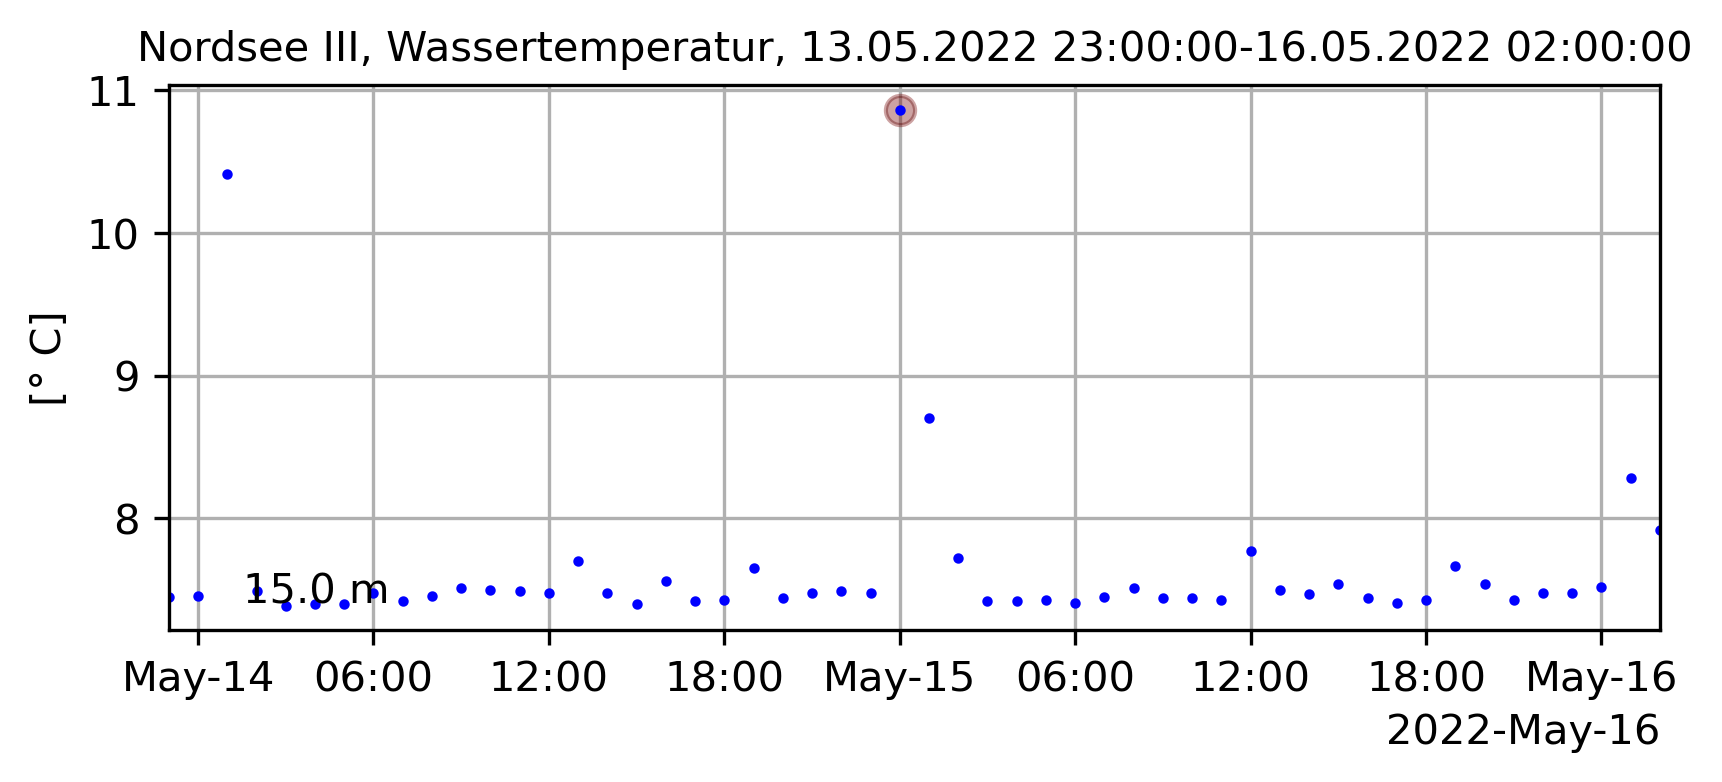 Nordsee III, Wassertemperatur, 13.05.2022 23:00:00-16.05.2022 02:00:00
11
10
9
8
[° C]
15.0 m
May-14 06:00 12:00 18:00 May-15 06:00 12:00 18:00 May-16
2022-May-16